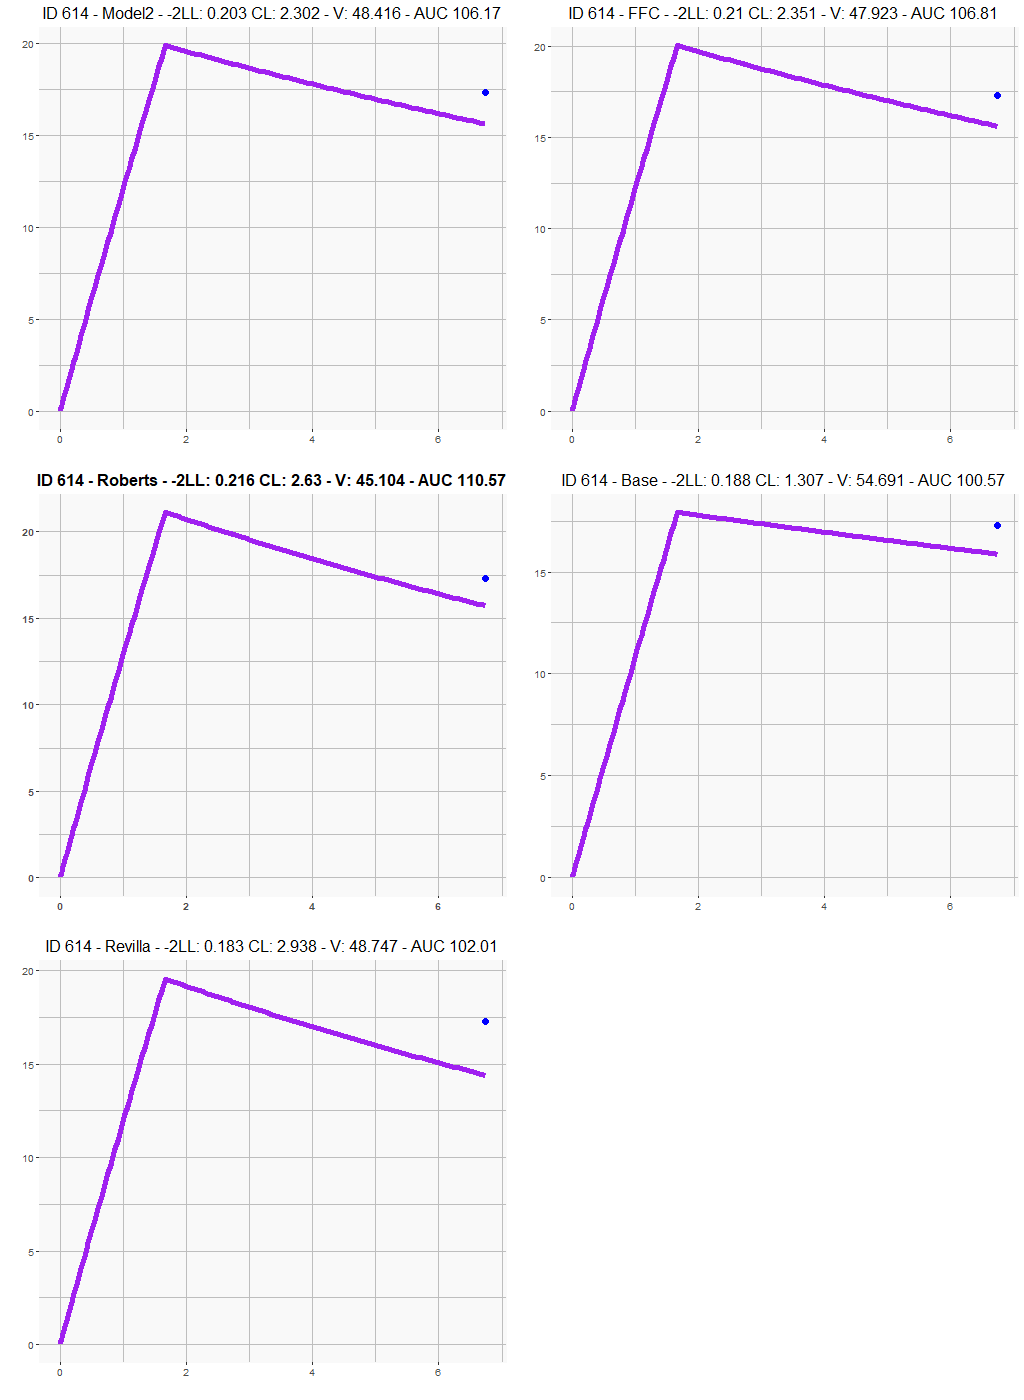 ID 614 - Model2 - -2LL: 0.203 CL: 2.302 - V: 48.416 - AUC 106.17
20
15
10
5
0
0 2 4 6
ID 614 - FFC - -2LL: 0.21 CL: 2.351 - V: 47.923 - AUC 106.81
20
15
10
5
0
0 2 4 6
ID 614 - Roberts - -2LL: 0.216 CL: 2.63 - V: 45.104 - AUC 110.57
20
15
10
5
0
0 2 4 6
ID 614 - Base - -2LL: 0.188 CL: 1.307 - V: 54.691 - AUC 100.57
15
10
5
0
0 2 4 6
ID 614 - Revilla - -2LL: 0.183 CL: 2.938 - V: 48.747 - AUC 102.01
20
15
10
5
0
0 2 4 6